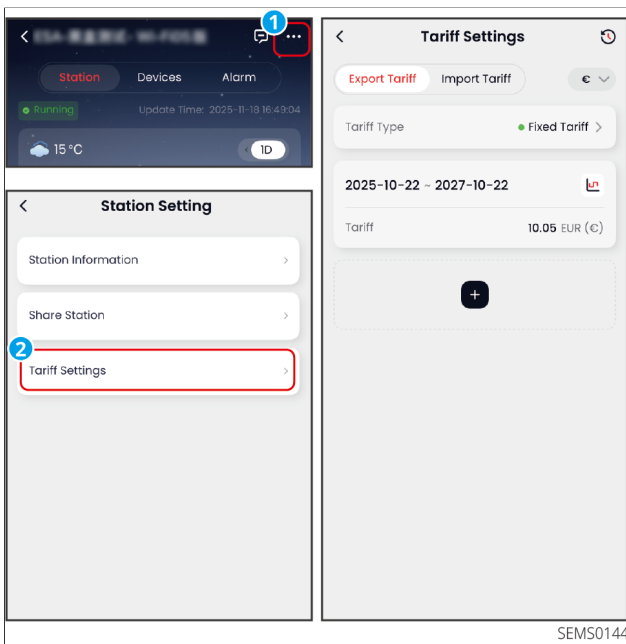 1
Station
Devices
Alarm
Running
Update Time: 2025-11-18 16:49:04
15 °C
1D
Station Setting
Station Information
Share Station
2
Tariff Settings
Tariff Settings
Export Tariff
Import Tariff
€
Tariff Type
Fixed Tariff
2025-10-22 ~ 2027-10-22
Tariff
10.05 EUR (€)
SEMS0144